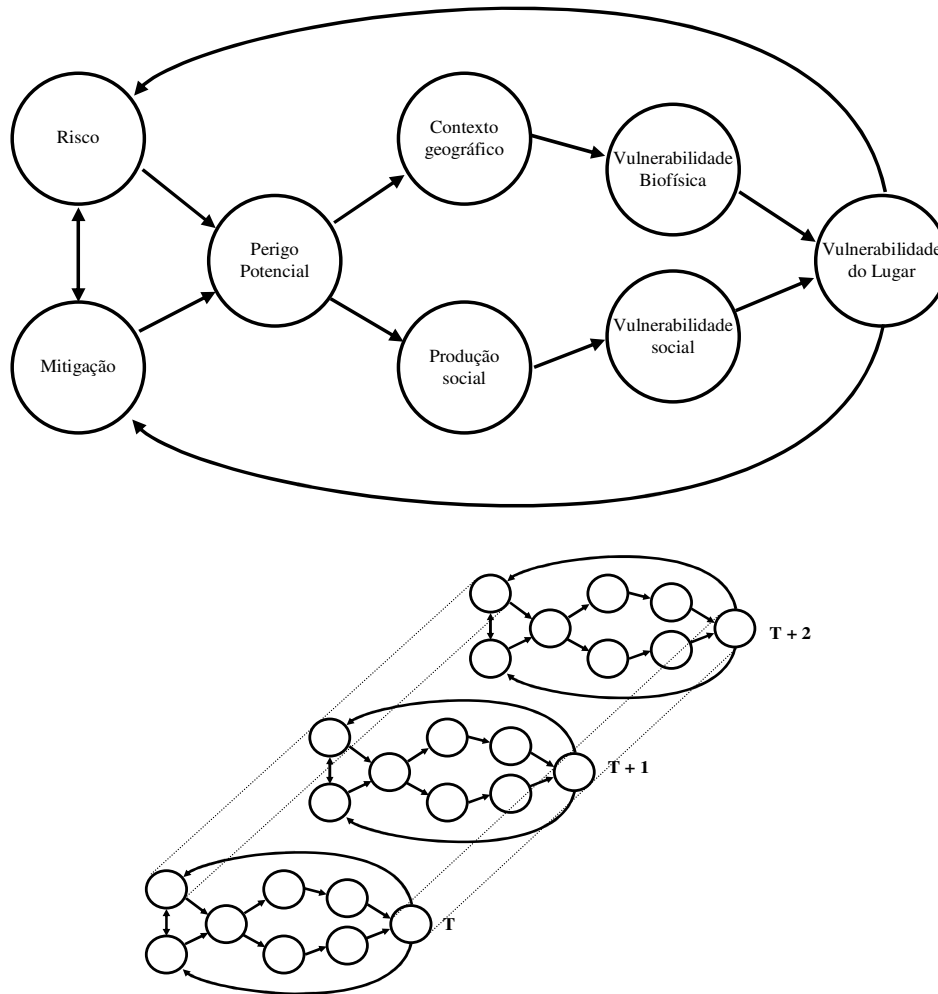 Risco
Contexto
geográfico
Vulnerabilidade
Biofísica
Perigo
Potencial
Vulnerabilidade
do Lugar
Mitigação
Produção
social
Vulnerabilidade
social
T + 2
T + 1
T